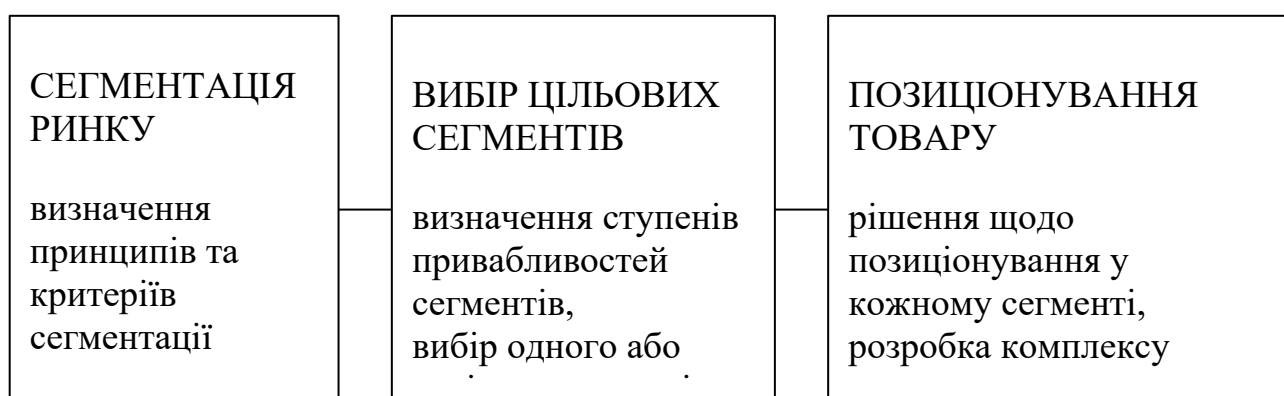 СЕГМЕНТАЦІЯ
РИНКУ
визначення
принципів та
критеріїв
сегментації
ВИБІР ЦІЛЬОВИХ
СЕГМЕНТІВ
визначення ступенів
привабливостей
сегментів,
вибір одного або
ПОЗИЦІОНУВАННЯ
ТОВАРУ
рішення щодо
позиціонування у
кожному сегменті,
розробка комплексу